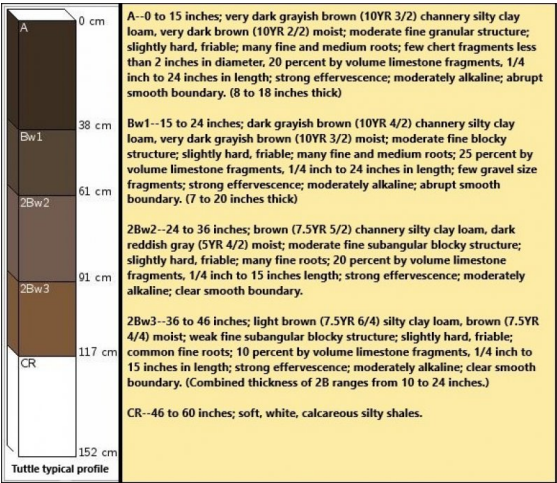 A
0 cm
38 cm
Bw1
61 cm
2Bw2
91 cm
2Bw3
117 cm
CR
152 cm
Tuttle typical profile
A--0 to 15 inches; very dark grayish brown (10YR 3/2) channery silty clay
loam, very dark brown (10YR 2/2) moist; moderate fine granular structure;
slightly hard, friable; many fine and medium roots; few chert fragments less
than 2 inches in diameter, 20 percent by volume limestone fragments, 1/4
inch to 24 inches in length; strong effervescence; moderately alkaline; abrupt
smooth boundary. (8 to 18 inches thick)
Bw1--15 to 24 inches; dark grayish brown (10YR 4/2) channery silty clay
loam, very dark grayish brown (10YR 3/2) moist; moderate fine blocky
structure; slightly hard, friable; many fine and medium roots; 25 percent by
volume limestone fragments, 1/4 inch to 24 inches in length; few gravel size
fragments; strong effervescence; moderately alkaline; abrupt smooth
boundary. (7 to 20 inches thick)
2Bw2--24 to 36 inches; brown (7.5YR 5/2) channery silty clay loam, dark
reddish gray (5YR 4/2) moist; moderate fine subangular blocky structure;
slightly hard, friable; many fine roots; 20 percent by volume limestone
fragments, 1/4 inch to 15 inches length; strong effervescence; moderately
alkaline; clear smooth boundary.
2Bw3--36 to 46 inches; light brown (7.5YR 6/4) silty clay loam, brown (7.5YR
4/4) moist; weak fine subangular blocky structure; slightly hard, friable;
common fine roots; 10 percent by volume limestone fragments, 1/4 inch to
15 inches in length; strong effervescence; moderately alkaline; clear smooth
boundary. (Combined thickness of 2B ranges from 10 to 24 inches.)
CR--46 to 60 inches; soft, white, calcareous silty shales.